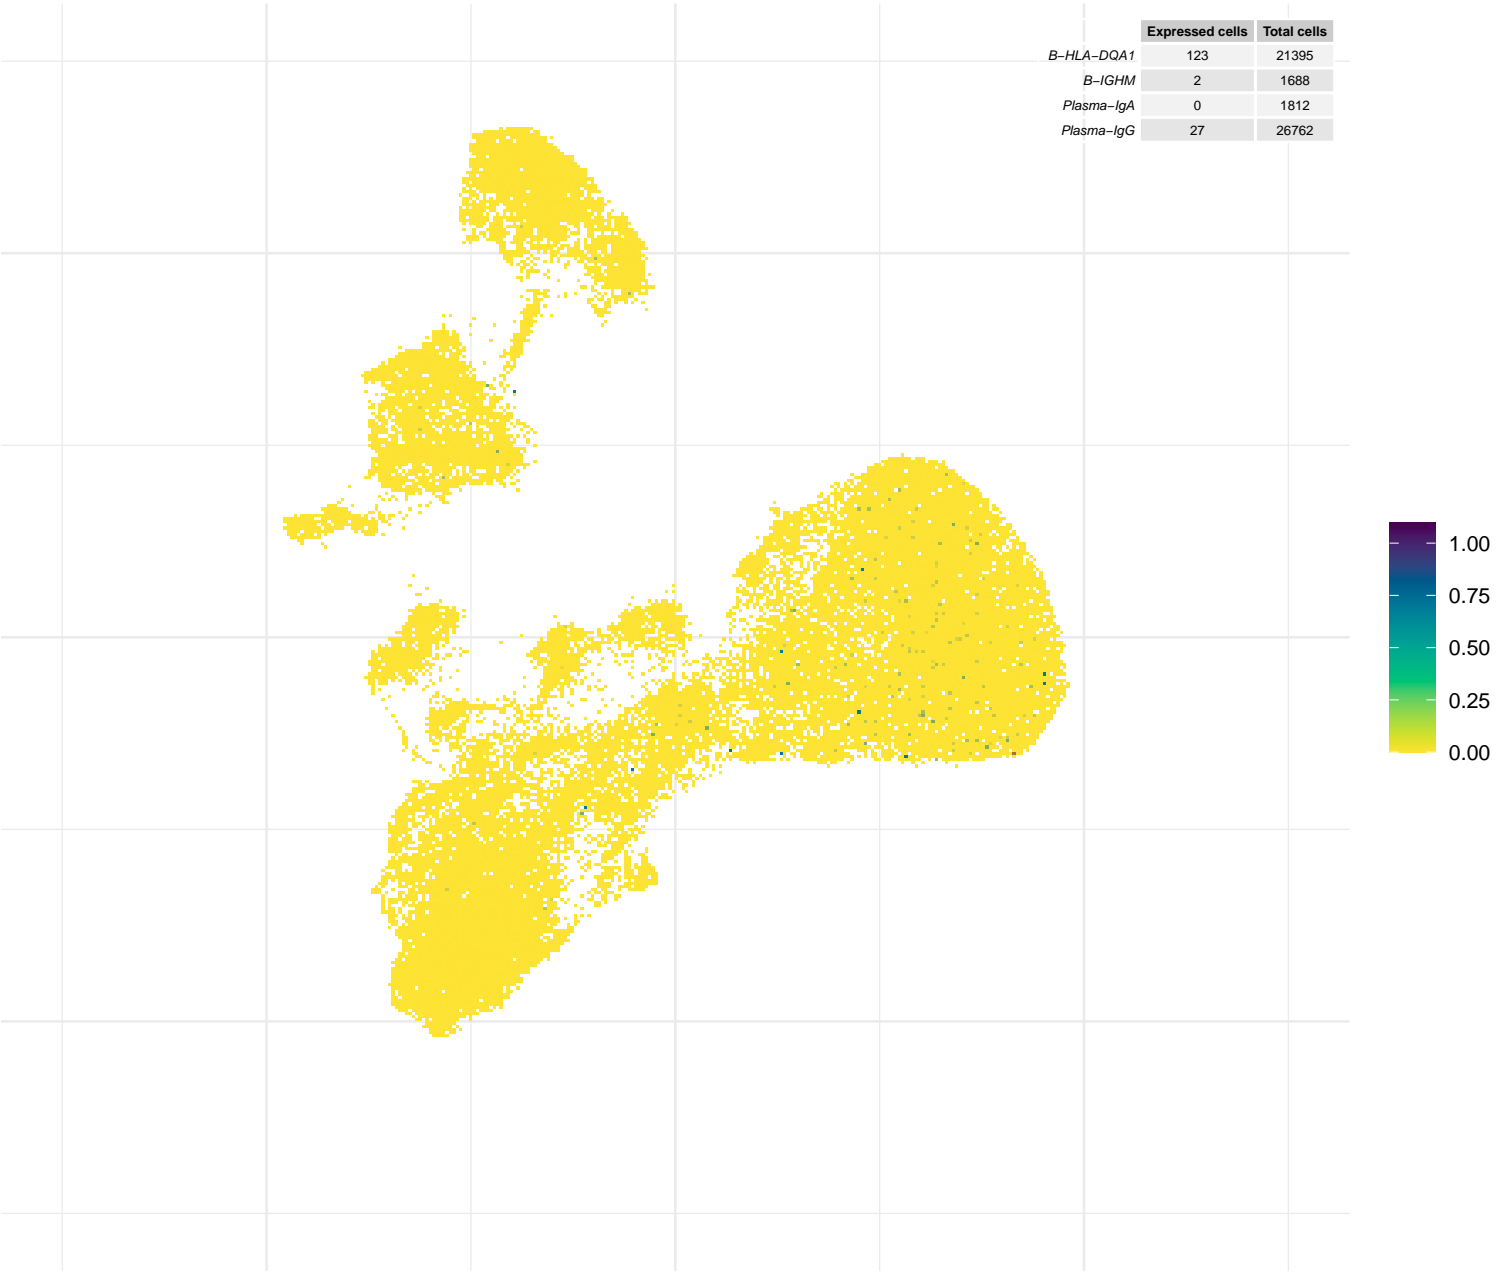 Expressed cells Total cells
B−HLA−DQA1 123 21395
B−IGHM 2 1688
Plasma−IgA 0 1812
Plasma−IgG 27 26762
1.00
0.75
0.50
0.25
0.00